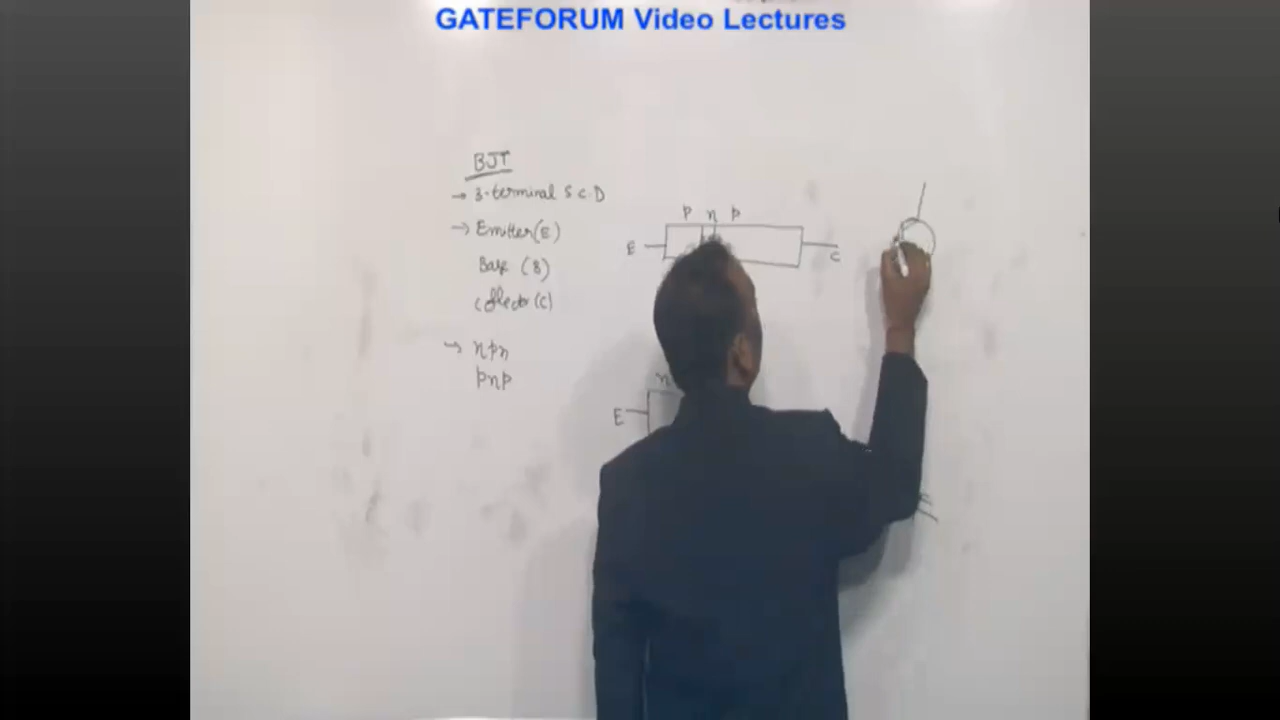 GATEFORUM Video Lectures
BJT
→ 3-terminal S.C.D
→ Emitter(E)
Base (B)
Collector (C)
→ npn
pnp
p n p
E
C
n
E